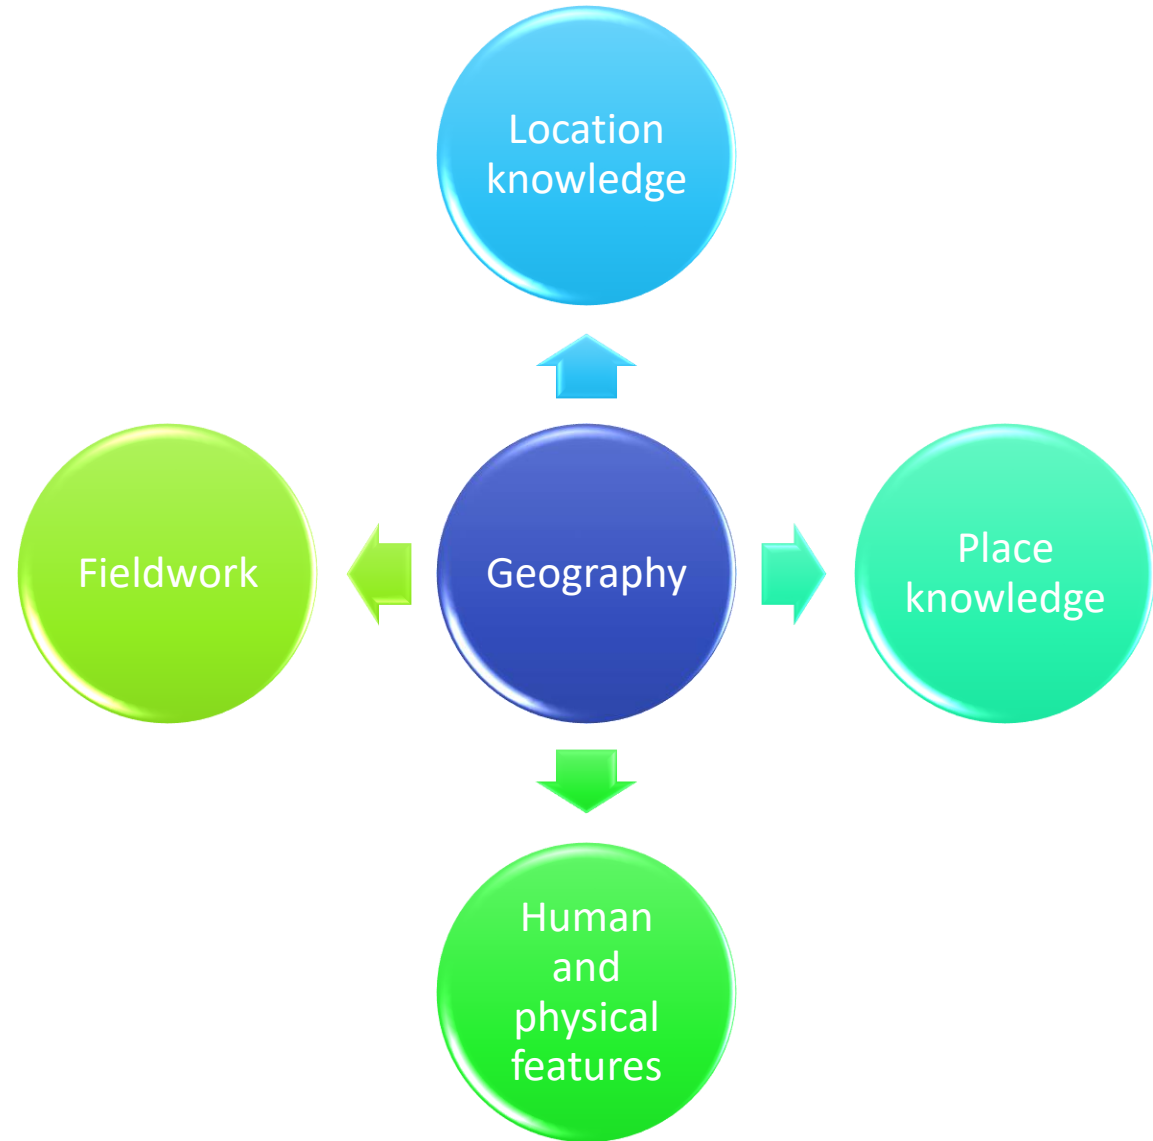 Location
knowledge
Fieldwork
Geography
Place
knowledge
Human
and
physical
features